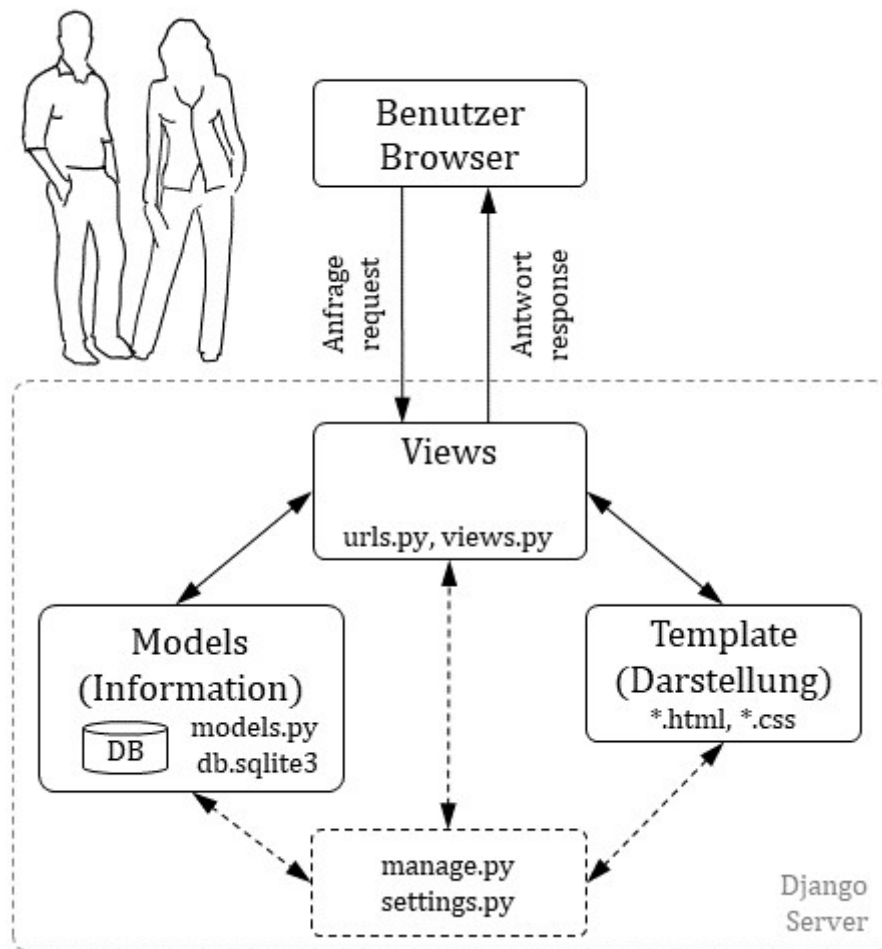 Benutzer
Browser
Anfrage
request
Antwort
response
Views
urls.py, views.py
Models
(Information)
DB
models.py
db.sqlite3
Template
(Darstellung)
*.html, *.css
manage.py
settings.py
Django
Server